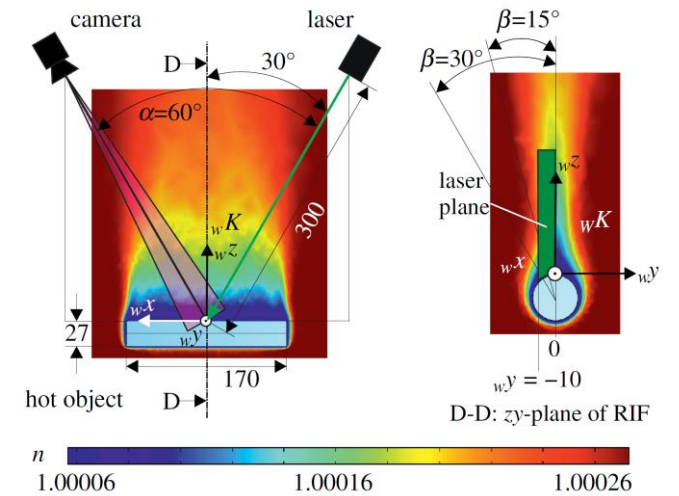 camera
laser
D
30°
α=60°
300
wK
wz
wx
wy
27
170
hot object
D
β=15°
β=30°
laser
plane
wz
wK
wx
wy
0
wy = −10
D-D: zy-plane of RIF
n
1.00006
1.00016
1.00026